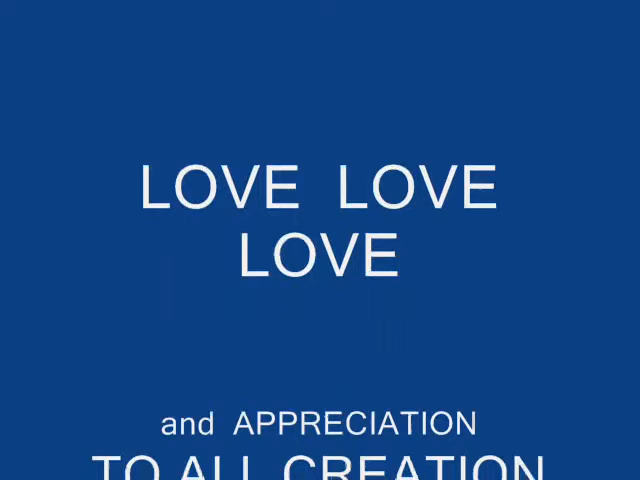 LOVE LOVE
LOVE
and APPRECIATION
TO ALL CREATION